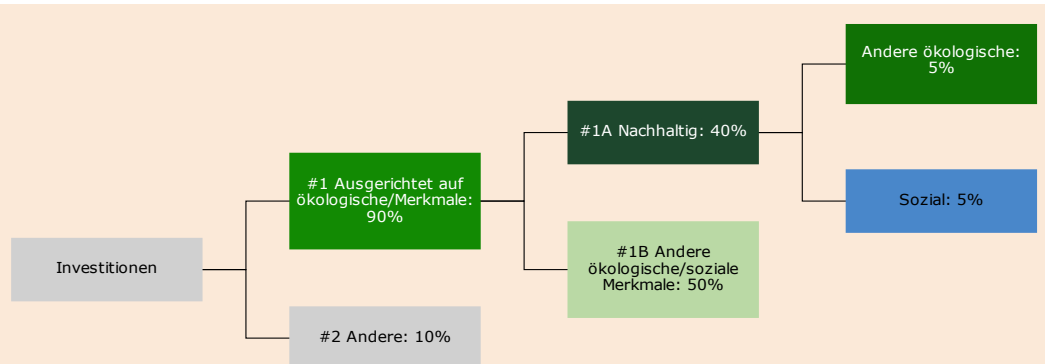 Andere ökologische:
5%
#1A Nachhaltig: 40%
#1 Ausgerichtet auf
ökologische/Merkmale:
90%
Sozial: 5%
#1B Andere
ökologische/soziale
Merkmale: 50%
Investitionen
#2 Andere: 10%